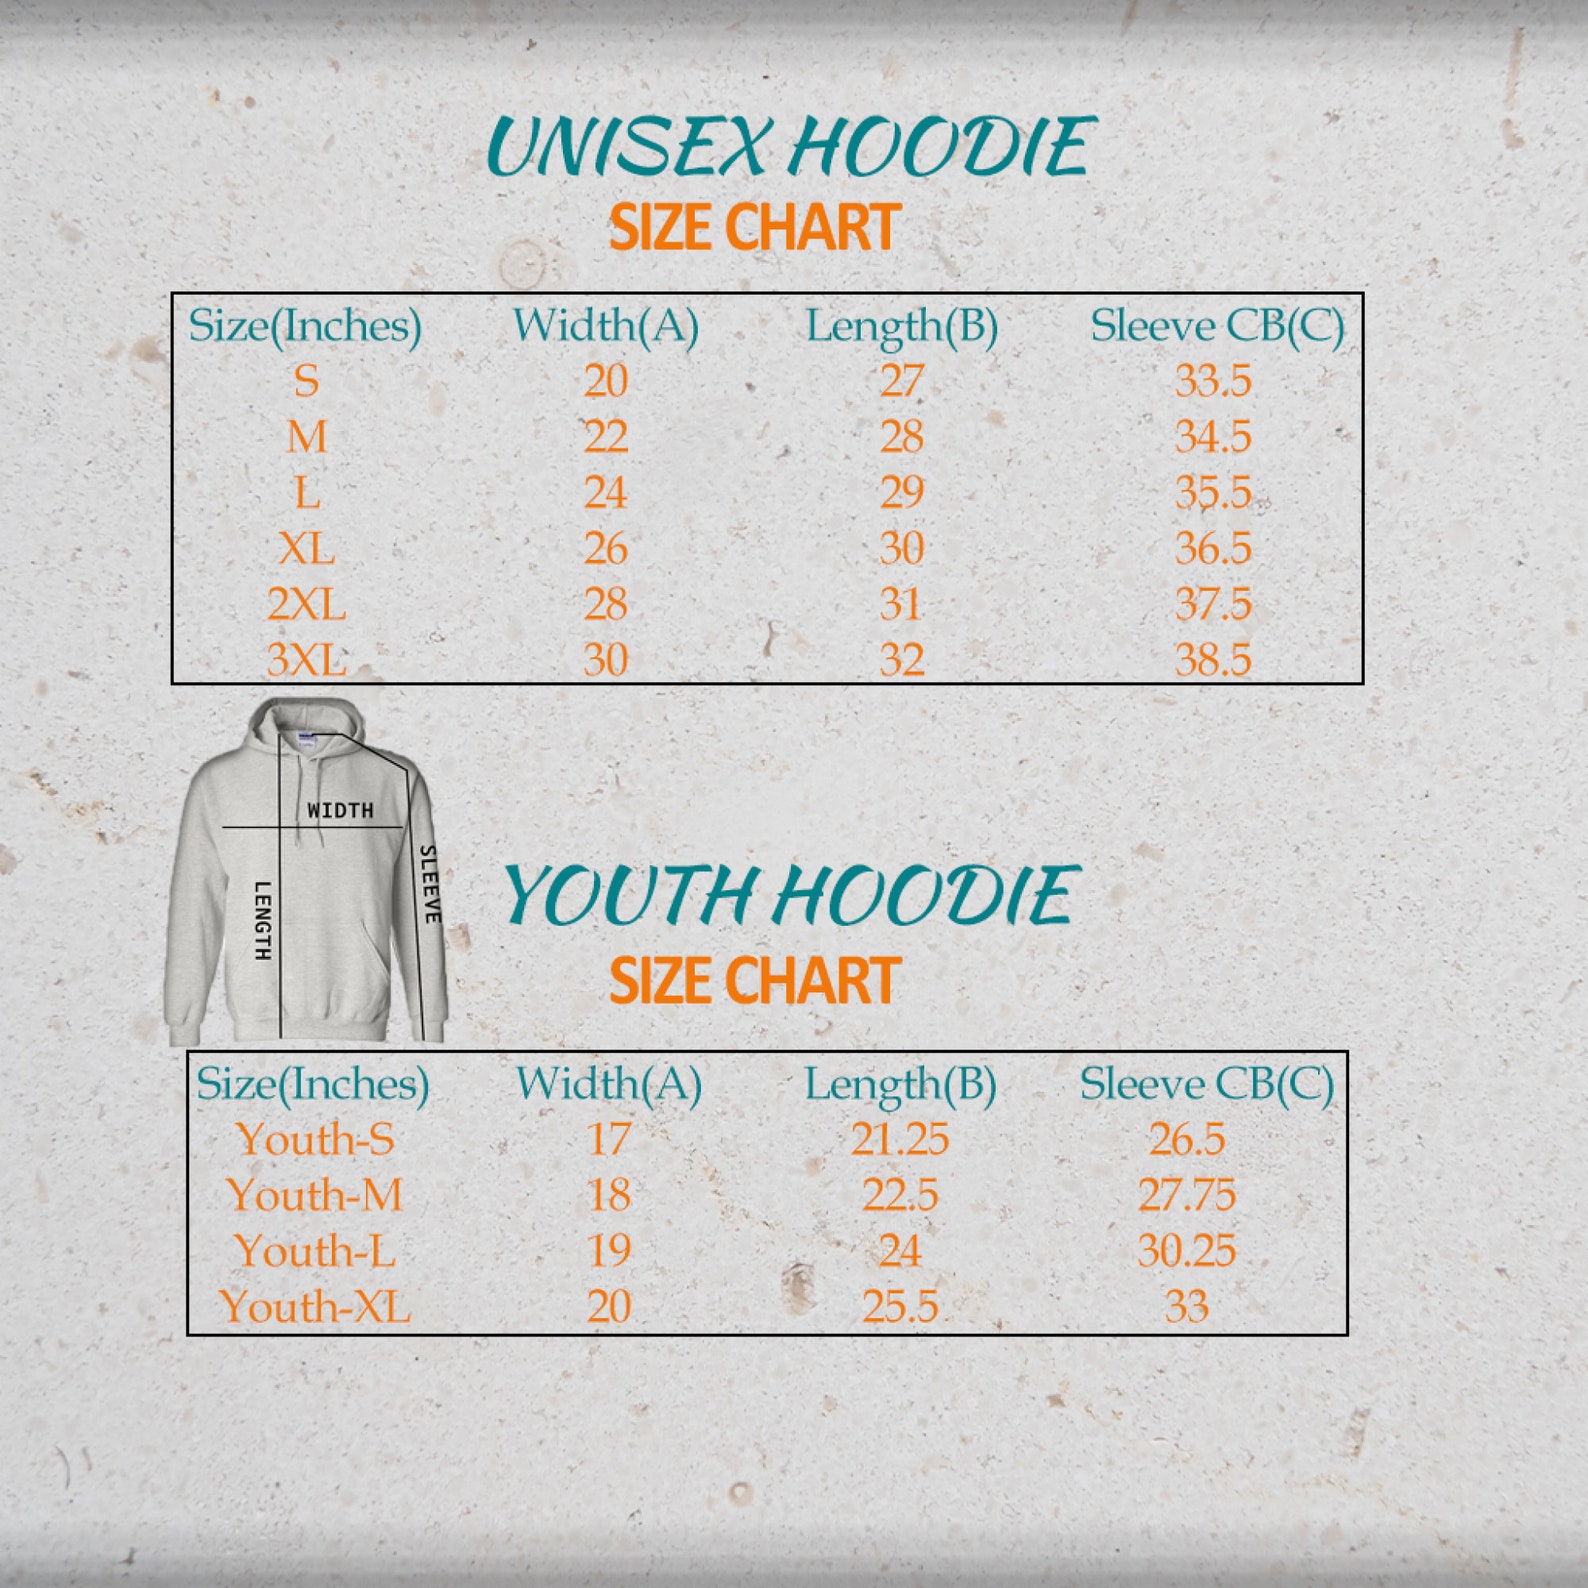 UNISEX HOODIE
SIZE CHART
Size(Inches) Width(A) Length(B) Sleeve CB(C)
S 20 27 33.5
M 22 28 34.5
L 24 29 35.5
XL 26 30 36.5
2XL 28 31 37.5
3XL 30 32 38.5
WIDTH
SLEEVE
LENGTH
YOUTH HOODIE
SIZE CHART
Size(Inches) Width(A) Length(B) Sleeve CB(C)
Youth-S 17 21.25 26.5
Youth-M 18 22.5 27.75
Youth-L 19 24 30.25
Youth-XL 20 25.5 33